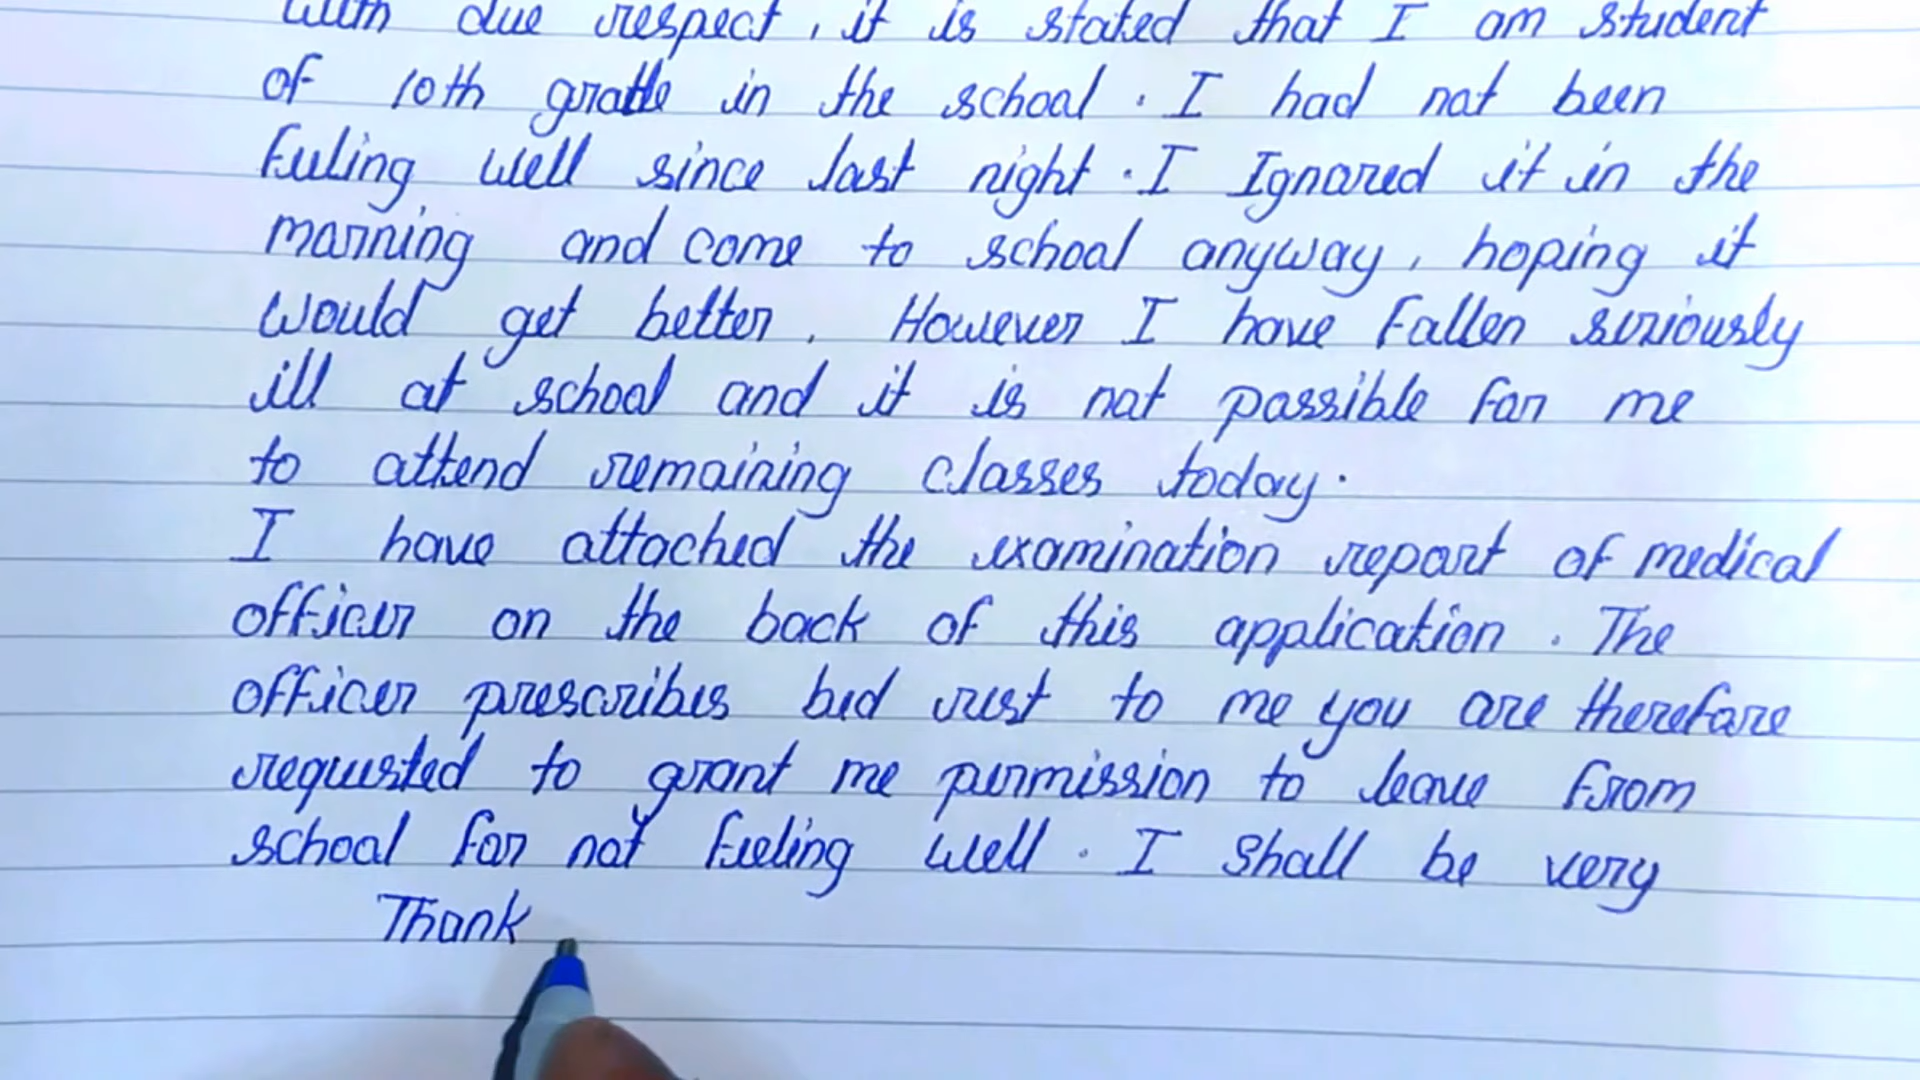 with due respect, it is stated that I am student
of 10th grade in the school. I had not been
Feeling well since last night. I Ignored it in the
morning and come to school anyway, hoping it
would get better. However I have Fallen seriously
ill at school and it is not possible For me
to attend remaining classes today.
I have attached the examination report of medical
officer on the back of this application. The
officer prescribes bed rest to me you are therefore
requested to grant me permission to leave From
school For not Feeling well. I shall be very
Thank